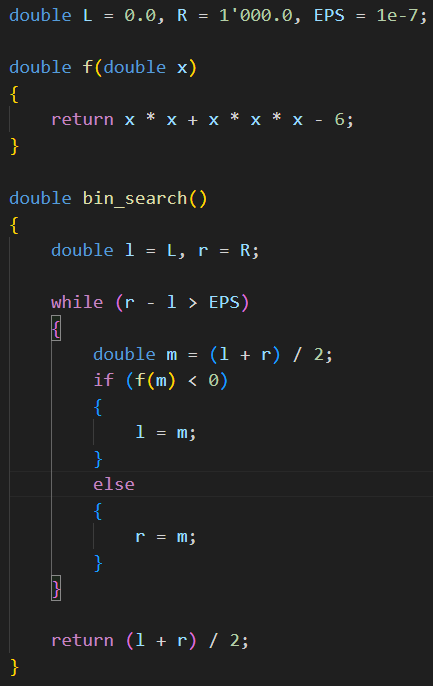 double L = 0.0, R = 1'000.0, EPS = 1e-7;
double f(double x)
{
return x * x + x * x * x - 6;
}
double bin_search()
{
double l = L, r = R;
while (r - l > EPS)
{
double m = (l + r) / 2;
if (f(m) < 0)
{
l = m;
}
else
{
r = m;
}
}
return (l + r) / 2;
}